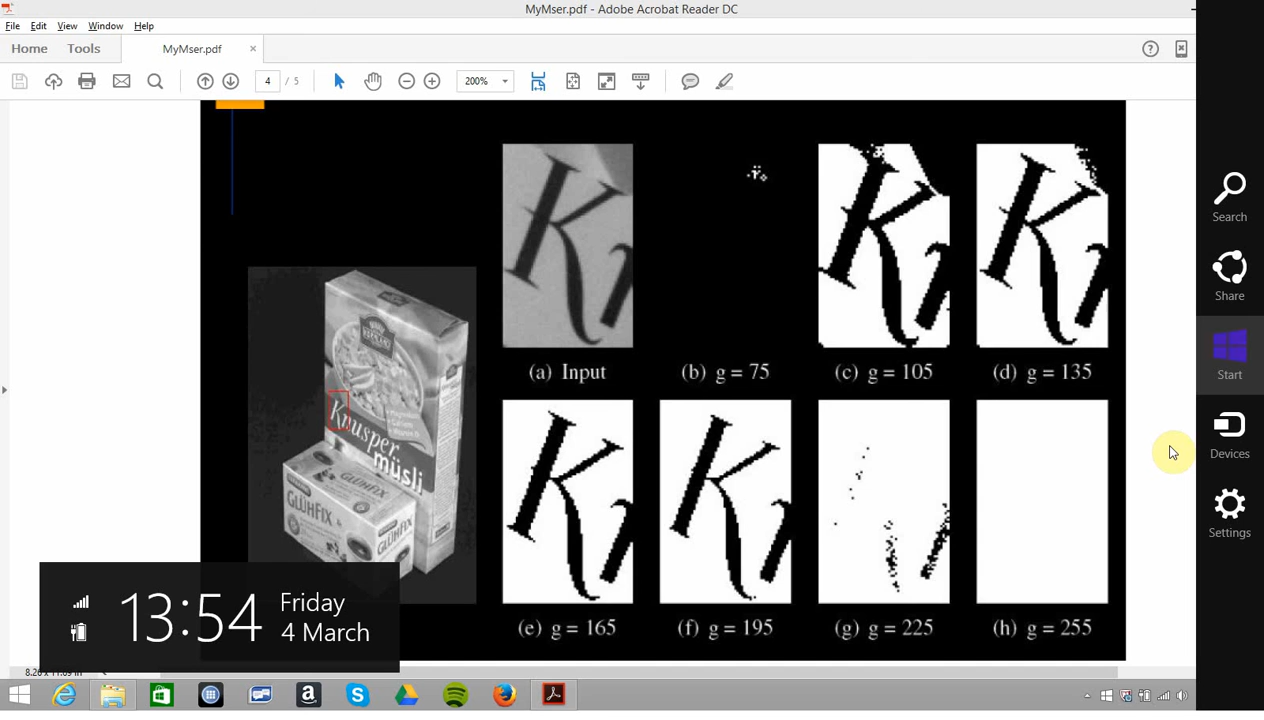 MyMser.pdf - Adobe Acrobat Reader DC
File Edit View Window Help
Home Tools MyMser.pdf ×
4 / 5 200%
K
(a) Input (b) g = 75 (c) g = 105 (d) g = 135
Knusper
müsli
GLÜHFIX
GLÜHFIX
K K
(e) g = 165 (f) g = 195 (g) g = 225 (h) g = 255
13:54 Friday
4 March
Search
Share
Start
Devices
Settings